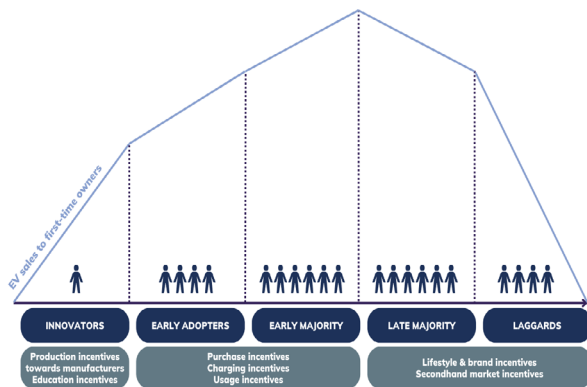 EV sales to first-time owners
INNOVATORS
EARLY ADOPTERS
EARLY MAJORITY
LATE MAJORITY
LAGGARDS
Production incentives
towards manufacturers
Education incentives
Purchase incentives
Charging incentives
Usage incentives
Lifestyle & brand incentives
Secondhand market incentives